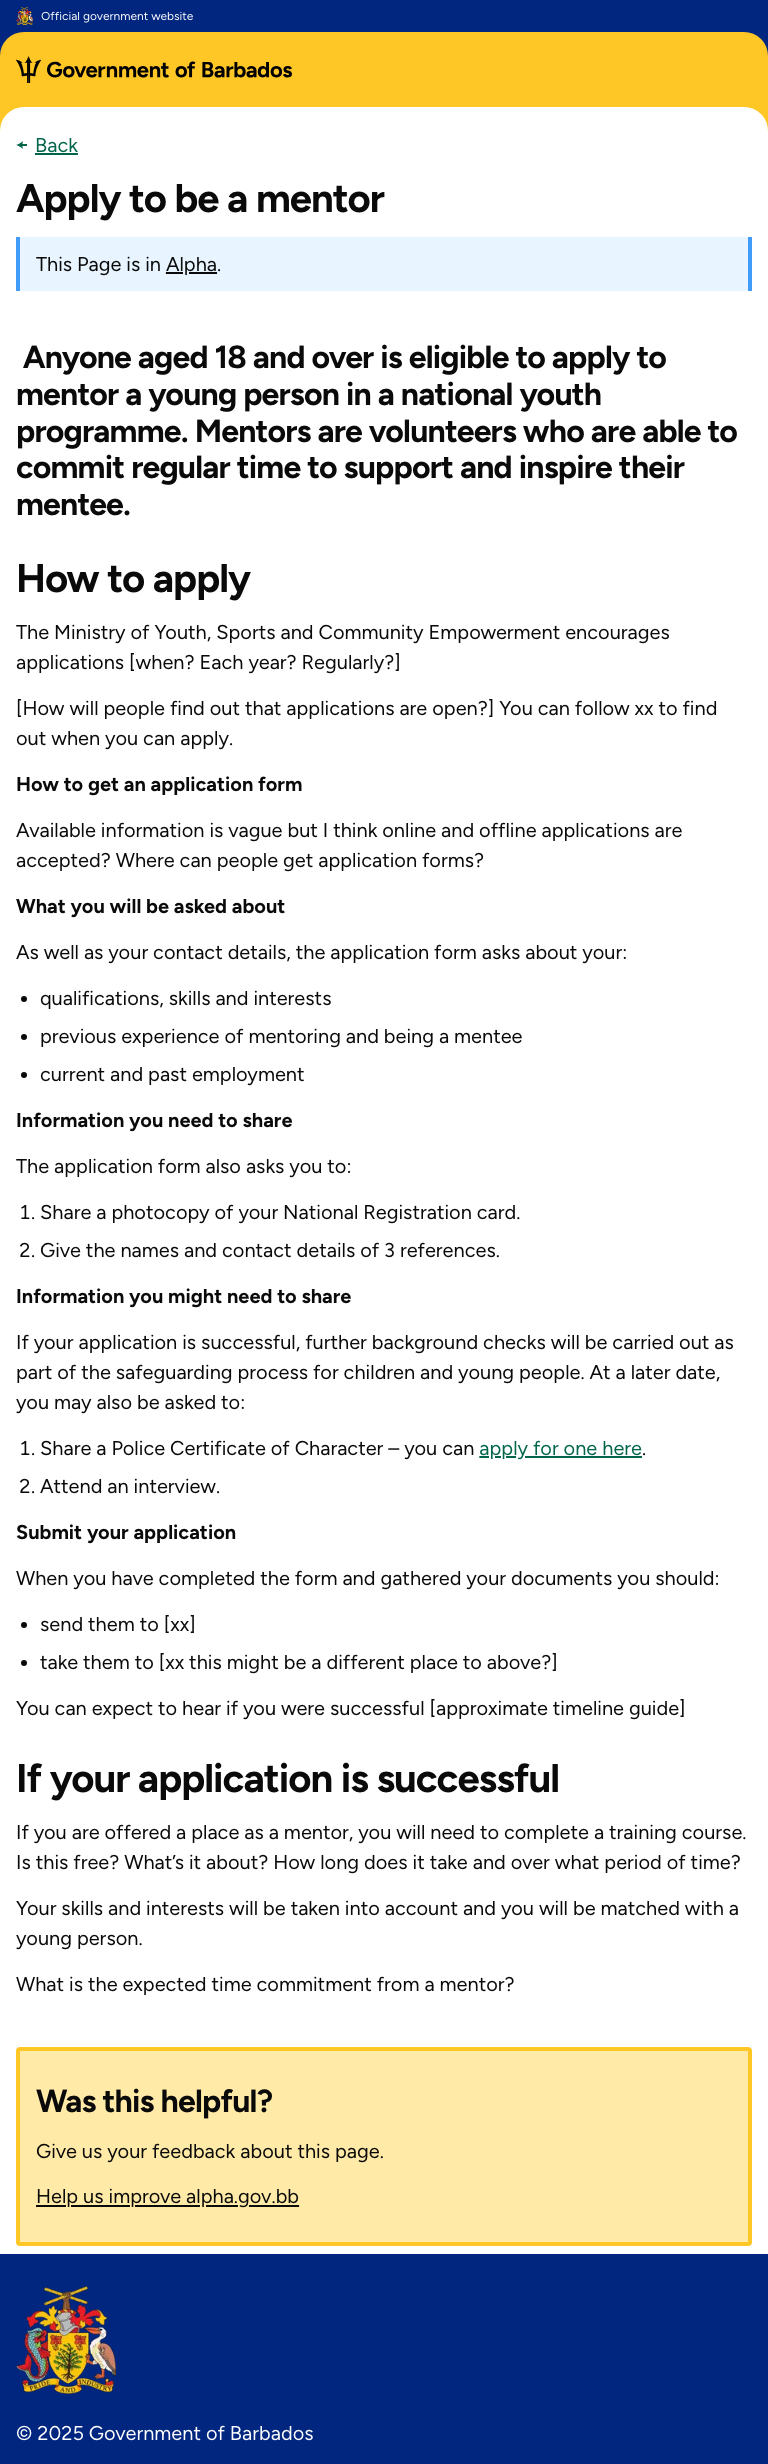 Official government website
Government of Barbados
Back
Apply to be a mentor
This Page is in Alpha.
Anyone aged 18 and over is eligible to apply to
mentor a young person in a national youth
programme. Mentors are volunteers who are able to
commit regular time to support and inspire their
mentee.
How to apply
The Ministry of Youth, Sports and Community Empowerment encourages
applications [when? Each year? Regularly?]
[How will people find out that applications are open?] You can follow xx to find
out when you can apply.
How to get an application form
Available information is vague but I think online and offline applications are
accepted? Where can people get application forms?
What you will be asked about
As well as your contact details, the application form asks about your:
• qualifications, skills and interests
• previous experience of mentoring and being a mentee
• current and past employment
Information you need to share
The application form also asks you to:
1. Share a photocopy of your National Registration card.
2. Give the names and contact details of 3 references.
Information you might need to share
If your application is successful, further background checks will be carried out as
part of the safeguarding process for children and young people. At a later date,
you may also be asked to:
1. Share a Police Certificate of Character – you can apply for one here.
2. Attend an interview.
Submit your application
When you have completed the form and gathered your documents you should:
• send them to [xx]
• take them to [xx this might be a different place to above?]
You can expect to hear if you were successful [approximate timeline guide]
If your application is successful
If you are offered a place as a mentor, you will need to complete a training course.
Is this free? What’s it about? How long does it take and over what period of time?
Your skills and interests will be taken into account and you will be matched with a
young person.
What is the expected time commitment from a mentor?
Was this helpful?
Give us your feedback about this page.
Help us improve alpha.gov.bb
PRIDE AND INDUSTRY
© 2025 Government of Barbados